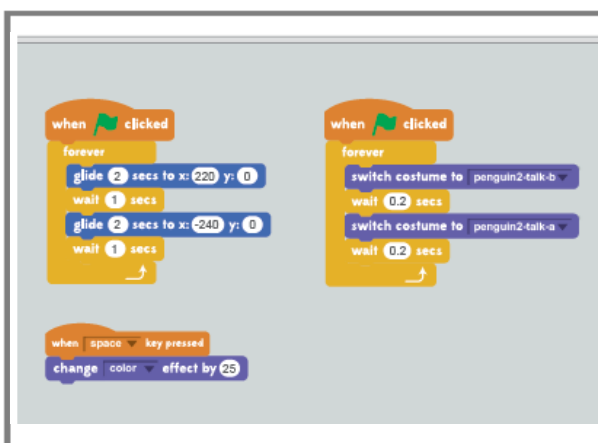 when clicked
forever
glide 2 secs to x: 220 y: 0
wait 1 secs
glide 2 secs to x: -240 y: 0
wait 1 secs
when clicked
forever
switch costume to penguin2-talk-b
wait 0.2 secs
switch costume to penguin2-talk-a
wait 0.2 secs
when space key pressed
change color effect by 25